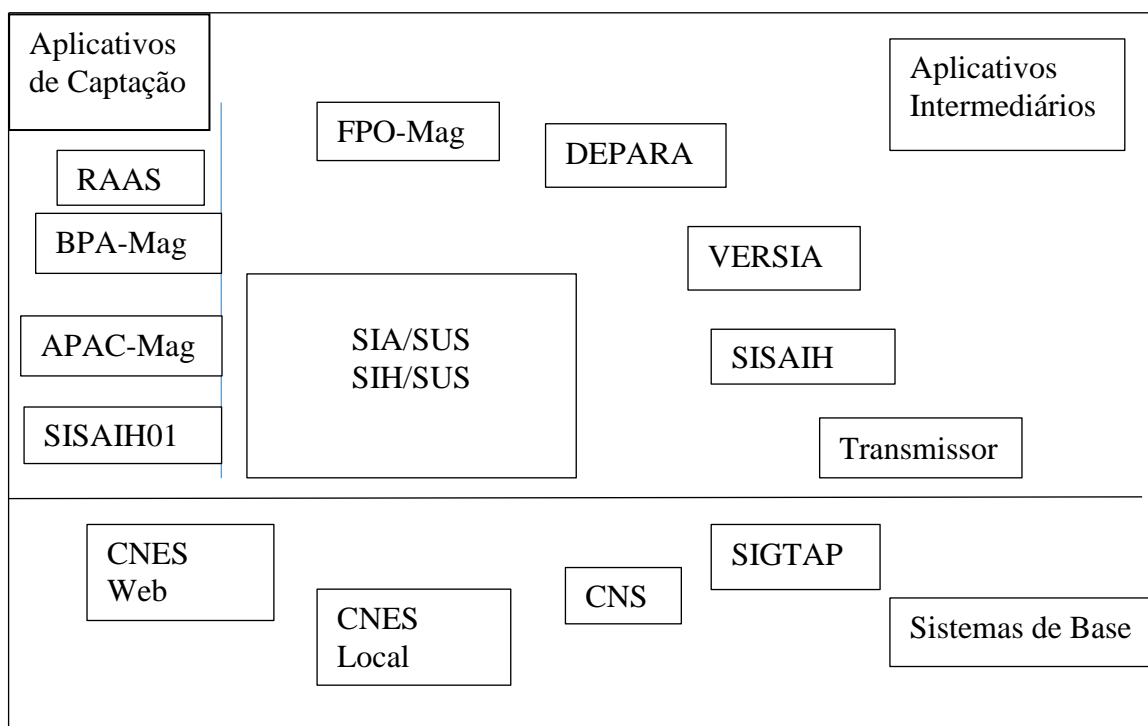 Aplicativos
de Captação
Aplicativos
Intermediários
FPO-Mag
DEPARA
RAAS
BPA-Mag
VERSIA
APAC-Mag
SIA/SUS
SIH/SUS
SISAIH
SISAIH01
Transmissor
CNES
Web
SIGTAP
CNS
CNES
Local
Sistemas de Base